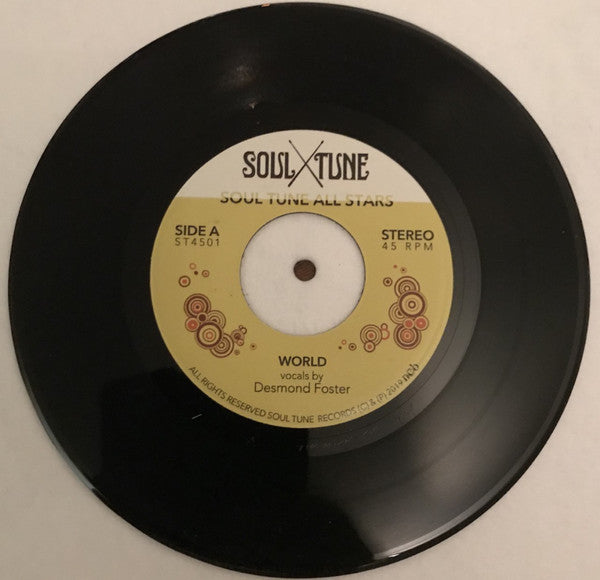 SOUL TUNE
SOUL TUNE ALL STARS
SIDE A
ST4501
STEREO
45 RPM
WORLD
vocals by
Desmond Foster
ALL RIGHTS RESERVED SOUL TUNE RECORDS (C) & (P) 2019 ncb